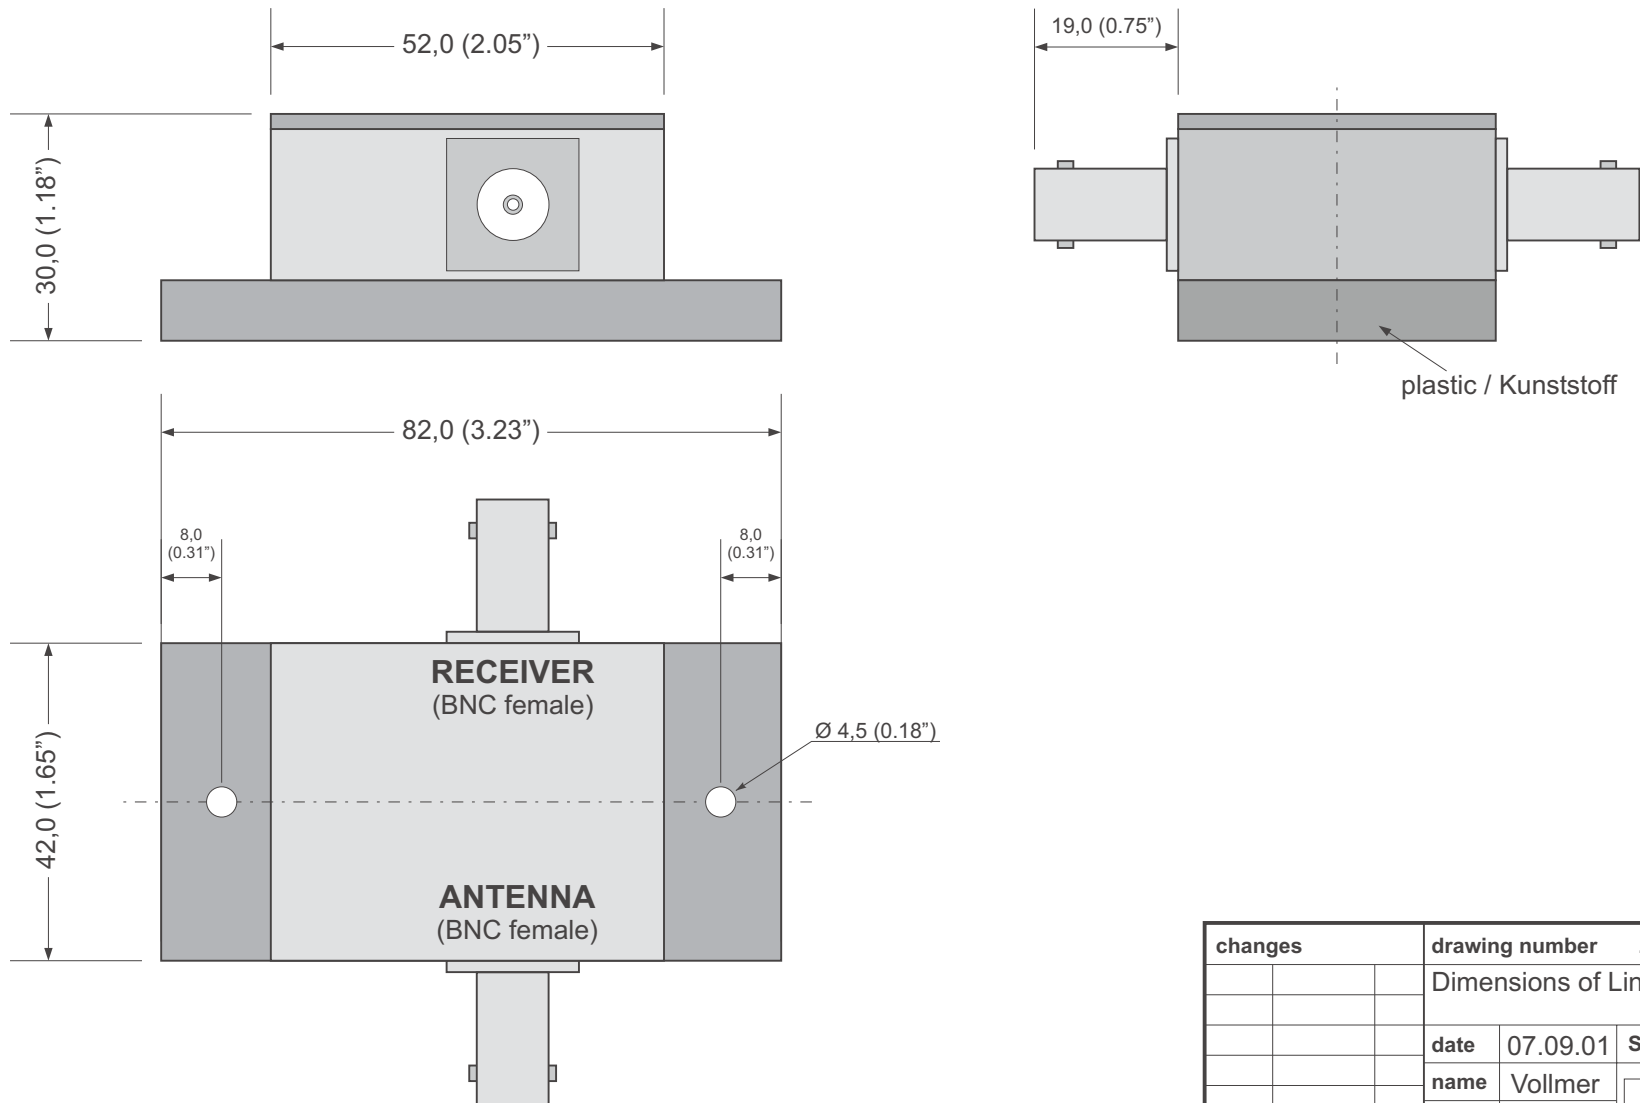 52,0 (2.05”)
19,0 (0.75”)
30,0 (1.18”)
plastic / Kunststoff
82,0 (3.23”)
8,0
(0.31”)
8,0
(0.31”)
RECEIVER
(BNC female)
Ø 4,5 (0.18”)
42,0 (1.65”)
ANTENNA
(BNC female)
changes
drawing number
Dimensions of Lin
date 07.09.01 S
name Vollmer